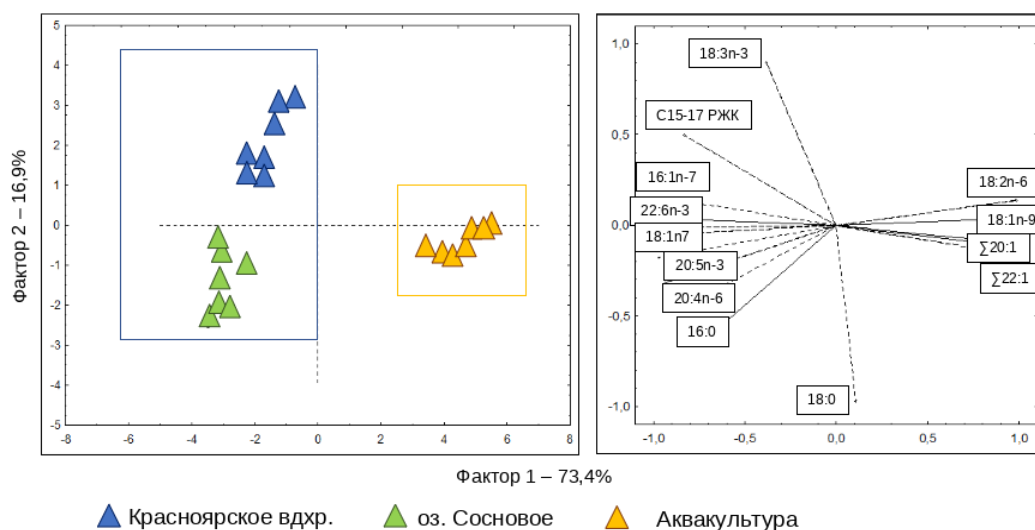 Фактор 2 – 16,9%
5
4
3
2
1
0
-1
-2
-3
-4
-5
-8
-6
-4
-2
0
2
4
6
8
1,0
0,5
0,0
-0,5
-1,0
-1,0
-0,5
0,0
0,5
1,0
18:3n-3
С15-17 РЖК
16:1n-7
22:6n-3
18:1n7
20:5n-3
20:4n-6
16:0
18:0
18:2n-6
18:1n-9
∑20:1
∑22:1
Фактор 1 – 73,4%
Красноярское вдхр.
оз. Сосновое
Аквакультура